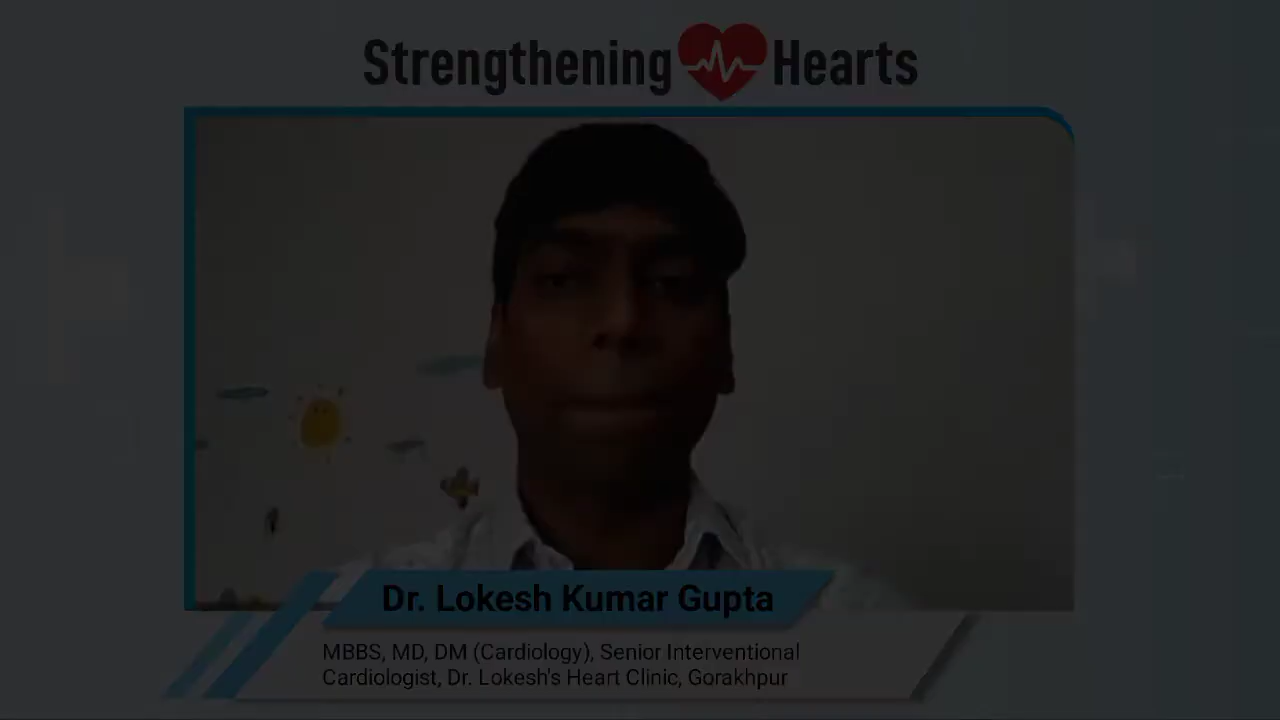 Strengthening Hearts
Dr. Lokesh Kumar Gupta
MBBS, MD, DM (Cardiology), Senior Interventional
Cardiologist, Dr. Lokesh's Heart Clinic, Gorakhpur